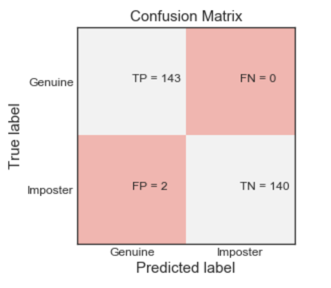 Confusion Matrix
True label
Genuine
TP = 143
FN = 0
Imposter
FP = 2
TN = 140
Genuine
Imposter
Predicted label